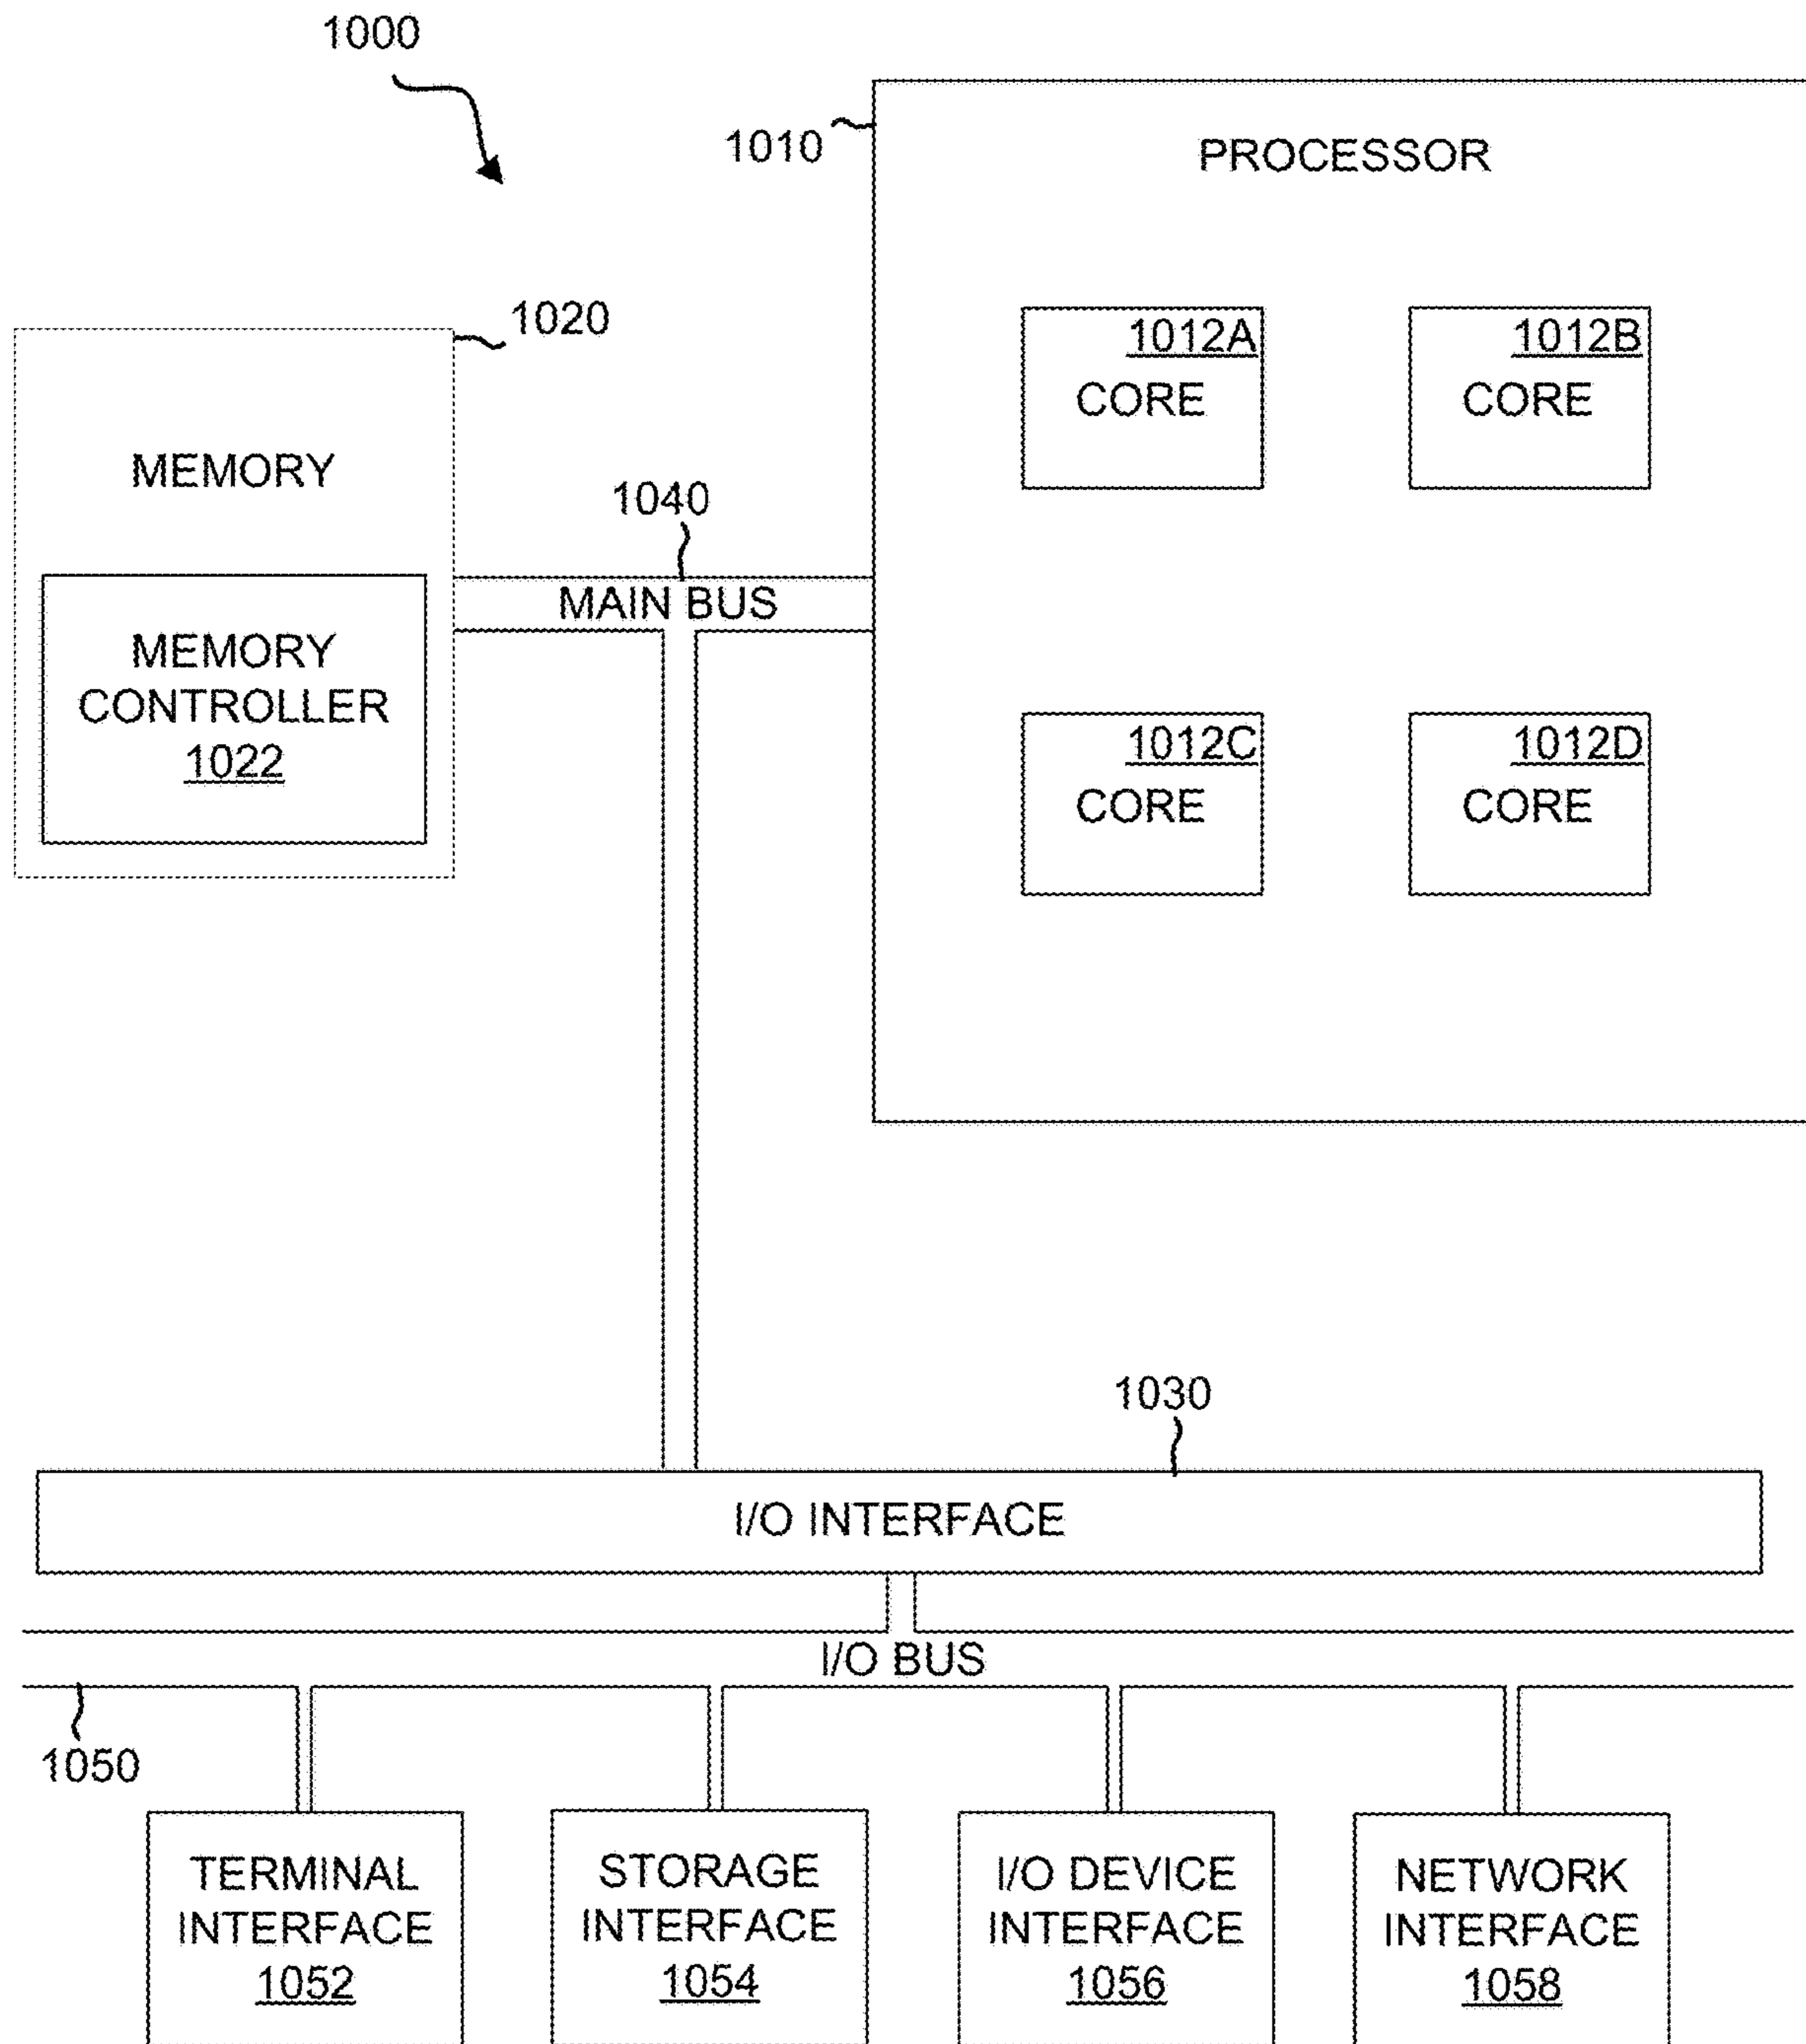 1000
1010
PROCESSOR
1020
1012A
CORE
1012B
CORE
MEMORY
1040
MAIN BUS
MEMORY
CONTROLLER
1022
1012C
CORE
1012D
CORE
1030
I/O INTERFACE
I/O BUS
1050
TERMINAL
INTERFACE
1052
STORAGE
INTERFACE
1054
I/O DEVICE
INTERFACE
1056
NETWORK
INTERFACE
1058